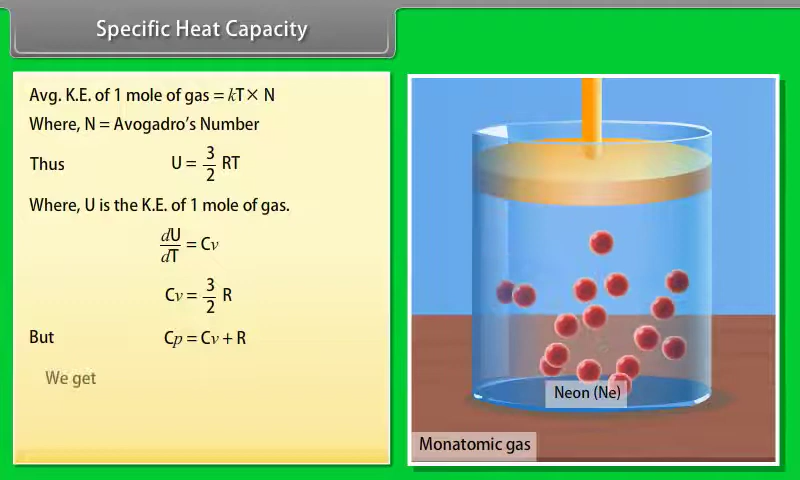 Specific Heat Capacity
Avg. K.E. of 1 mole of gas = kT × N
Where, N = Avogadro's Number
Thus U = 3/2 RT
Where, U is the K.E. of 1 mole of gas.
dU/dT = Cv
Cv = 3/2 R
But Cp = Cv + R
We get
Neon (Ne)
Monatomic gas